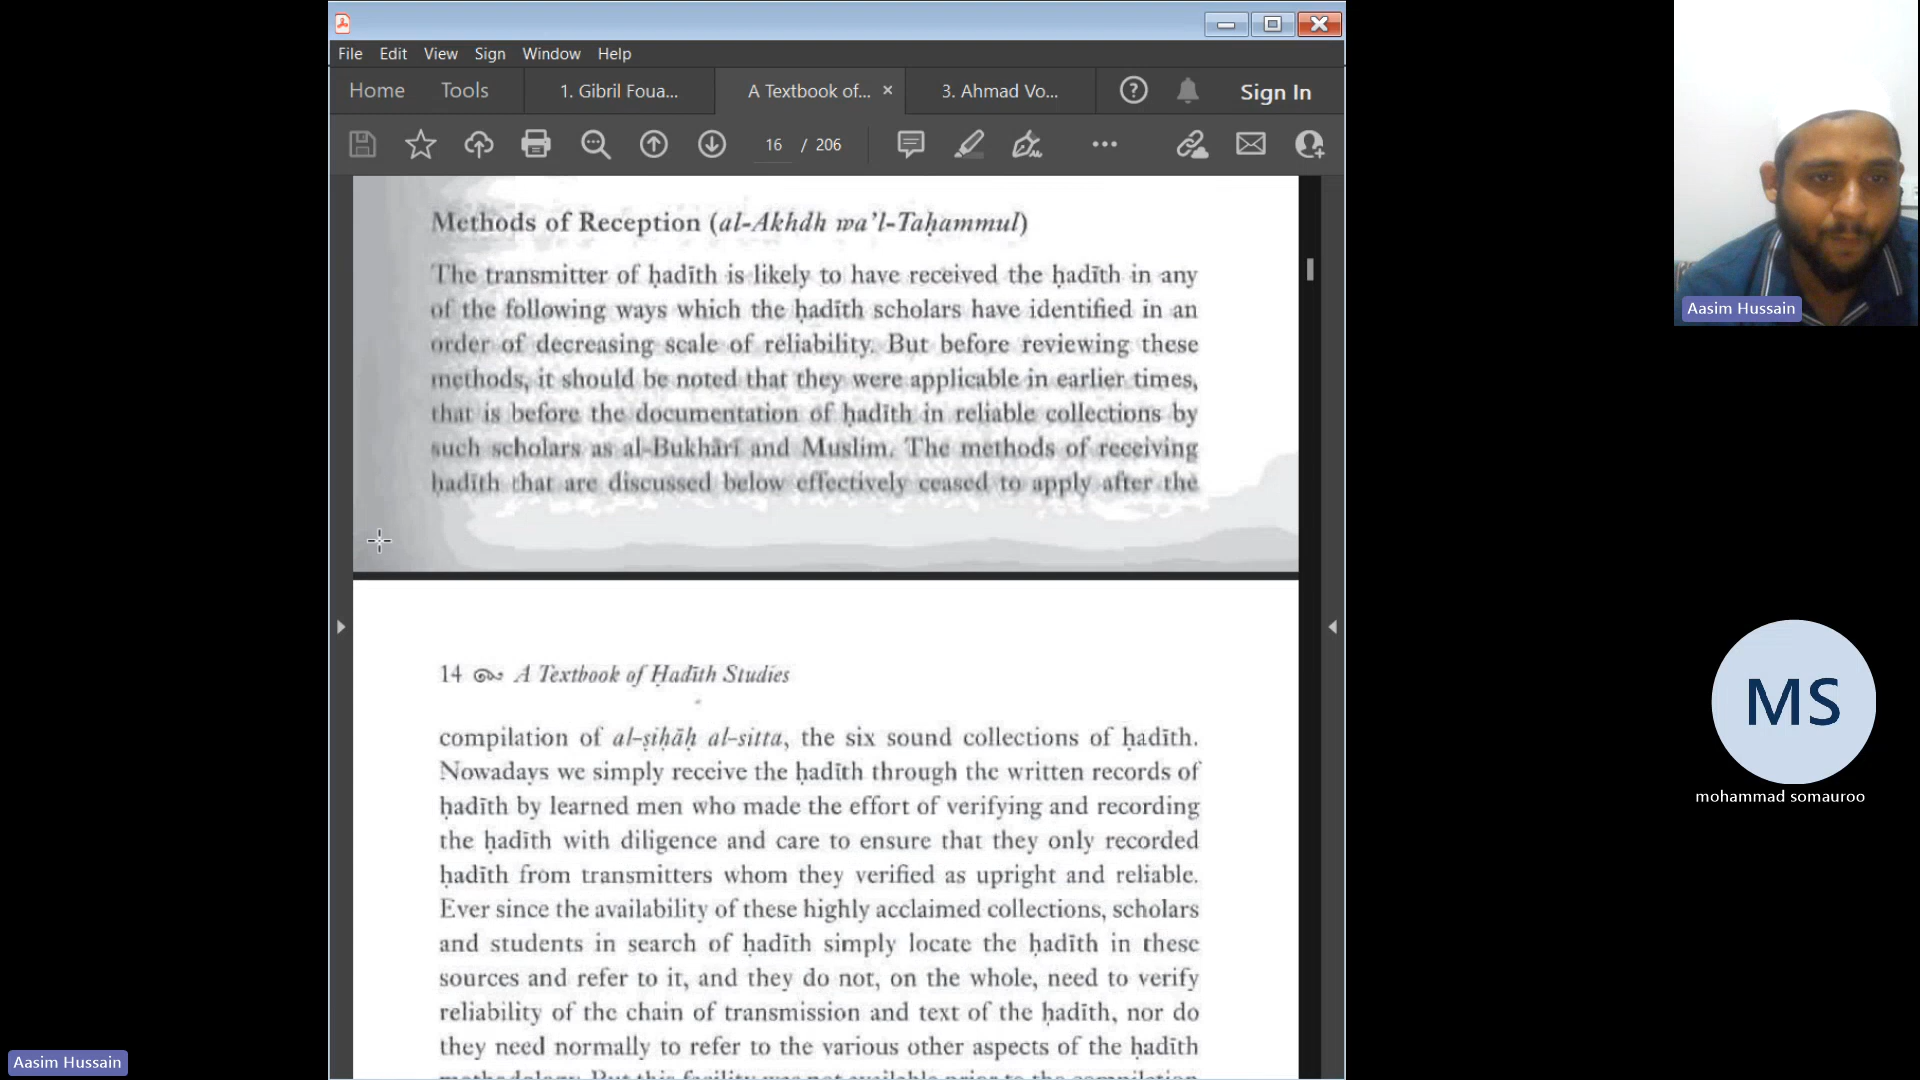 File Edit View Sign Window Help
Home Tools 1. Gibril Foua... A Textbook of... × 3. Ahmad Vo... ? Sign In
16 / 206
Methods of Reception (al-Akhdh wa’l-Taḥammul)
The transmitter of ḥadīth is likely to have received the ḥadīth in any
of the following ways which the ḥadīth scholars have identified in an
order of decreasing scale of reliability. But before reviewing these
methods, it should be noted that they were applicable in earlier times,
that is before the documentation of ḥadīth in reliable collections by
such scholars as al-Bukhārī and Muslim. The methods of receiving
ḥadīth that are discussed below effectively ceased to apply after the
14 A Textbook of Ḥadīth Studies
compilation of al-ṣiḥāḥ al-sitta, the six sound collections of ḥadīth.
Nowadays we simply receive the ḥadīth through the written records of
ḥadīth by learned men who made the effort of verifying and recording
the ḥadīth with diligence and care to ensure that they only recorded
ḥadīth from transmitters whom they verified as upright and reliable.
Ever since the availability of these highly acclaimed collections, scholars
and students in search of ḥadīth simply locate the ḥadīth in these
sources and refer to it, and they do not, on the whole, need to verify
reliability of the chain of transmission and text of the ḥadīth, nor do
they need normally to refer to the various other aspects of the ḥadīth
Aasim Hussain
MS
mohammad somauroo
Aasim Hussain